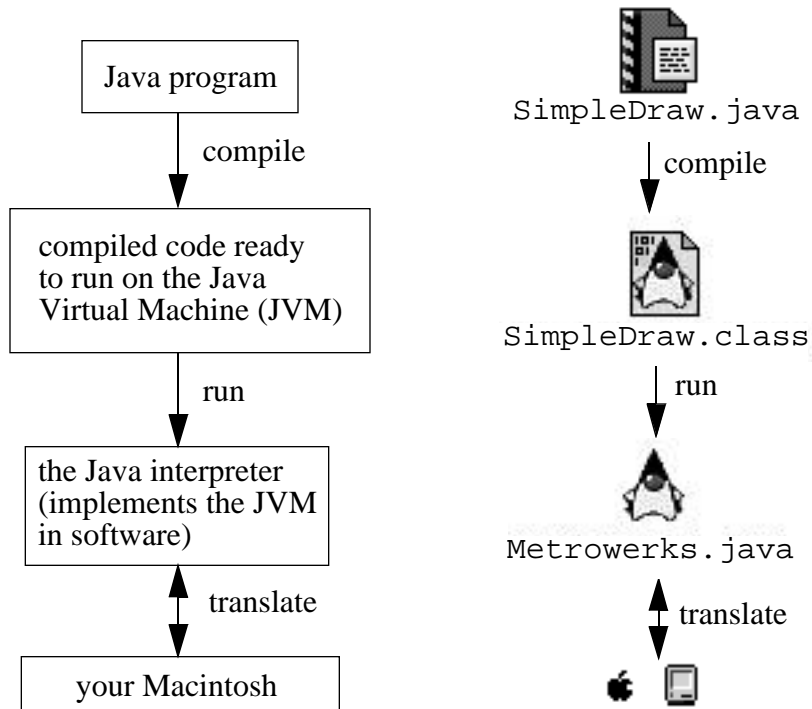 Java program
compile
compiled code ready
to run on the Java
Virtual Machine (JVM)
run
the Java interpreter
(implements the JVM
in software)
translate
your Macintosh
SimpleDraw.java
compile
SimpleDraw.class
run
Metrowerks.java
translate